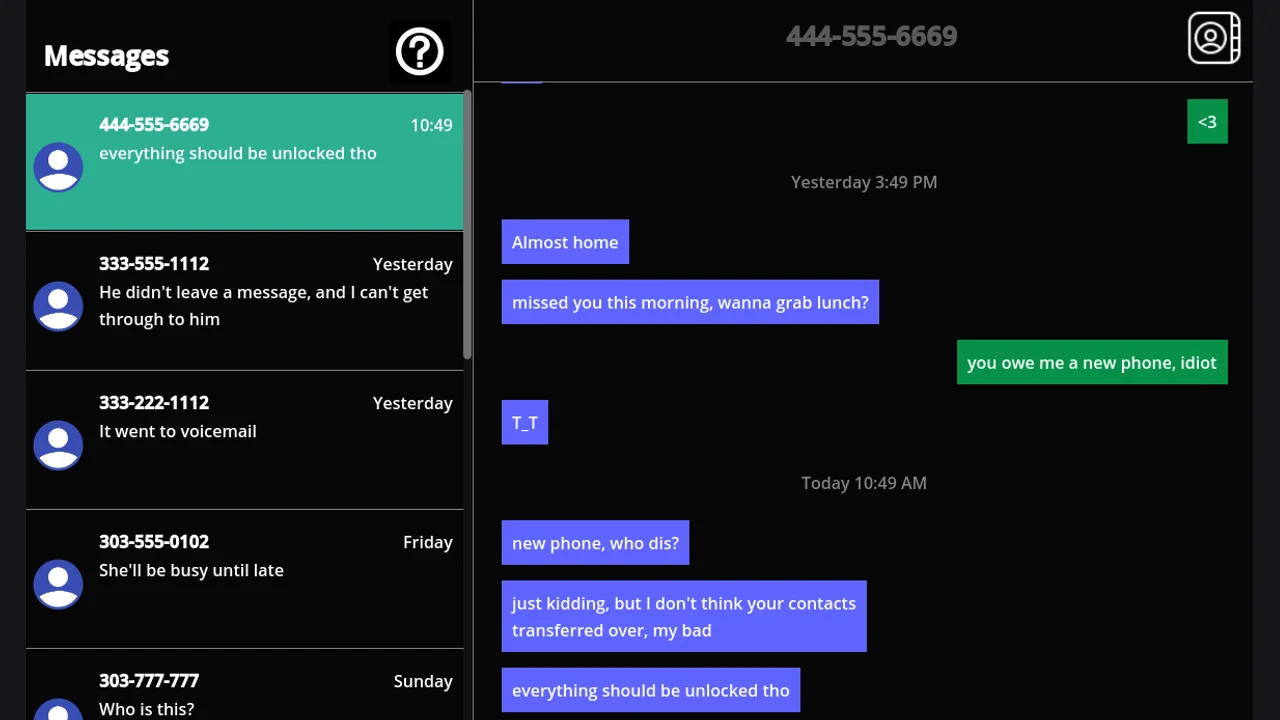 Messages
?
444-555-6669
10:49
everything should be unlocked tho
333-555-1112
Yesterday
He didn't leave a message, and I can't get
through to him
333-222-1112
Yesterday
It went to voicemail
303-555-0102
Friday
She'll be busy until late
303-777-777
Sunday
Who is this?
444-555-6669
<3
Yesterday 3:49 PM
Almost home
missed you this morning, wanna grab lunch?
you owe me a new phone, idiot
T_T
Today 10:49 AM
new phone, who dis?
just kidding, but I don't think your contacts
transferred over, my bad
everything should be unlocked tho